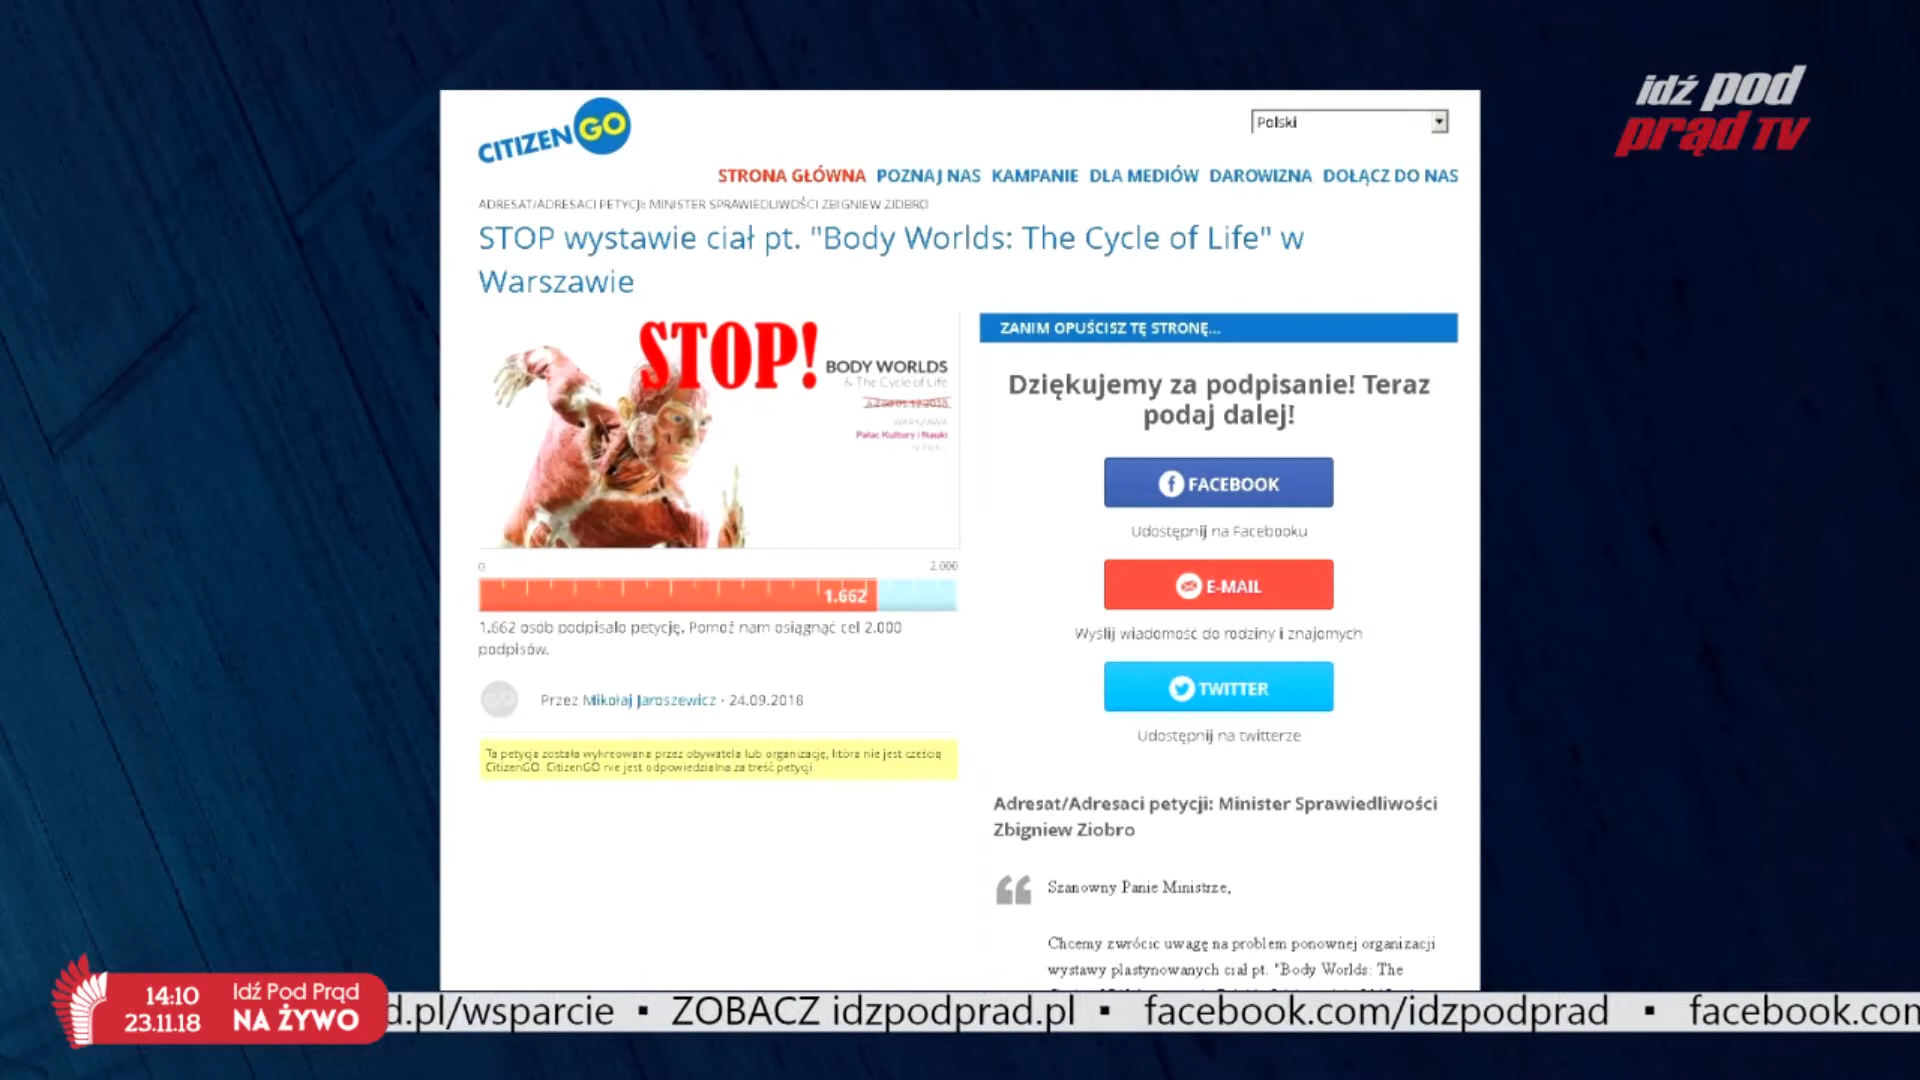 idź pod
prąd TV
CITIZENGO
Polski
STRONA GŁÓWNA POZNAJ NAS KAMPANIE DLA MEDIÓW DAROWIZNA DOŁĄCZ DO NAS
ADRESAT/ADRESACI PETYCJI: MINISTER SPRAWIEDLIWOŚCI ZBIGNIEW ZIOBRO
STOP wystawie ciał pt. "Body Worlds: The Cycle of Life" w
Warszawie
STOP!
BODY WORLDS
& The Cycle of Life
już od 01.12.2018
WARSZAWA
Pałac Kultury i Nauki
0 2.000
1.662
1.662 osób podpisało petycję. Pomoż nam osiągnąć cel 2.000
podpisów.
Przez Mikołaj Jaroszewicz · 24.09.2018
Ta petycja została wykreowana przez obywatela lub organizację, która nie jest częścią
CitizenGO. CitizenGO nie jest odpowiedzialna za treść petycji.
ZANIM OPUŚCISZ TĘ STRONĘ...
Dziękujemy za podpisanie! Teraz
podaj dalej!
FACEBOOK
Udostępnij na Facebooku
E-MAIL
Wyślij wiadomość do rodziny i znajomych
TWITTER
Udostępnij na twitterze
Adresat/Adresaci petycji: Minister Sprawiedliwości
Zbigniew Ziobro
Szanowny Panie Ministrze,
Chcemy zwrócic uwagę na problem ponownej organizacji
wystawy plastynowanych ciał pt. "Body Worlds: The
14:10 Idź Pod Prąd
23.11.18 NA ŻYWO
d.pl/wsparcie ▪ ZOBACZ idzpodprad.pl ▪ facebook.com/idzpodprad ▪ facebook.com